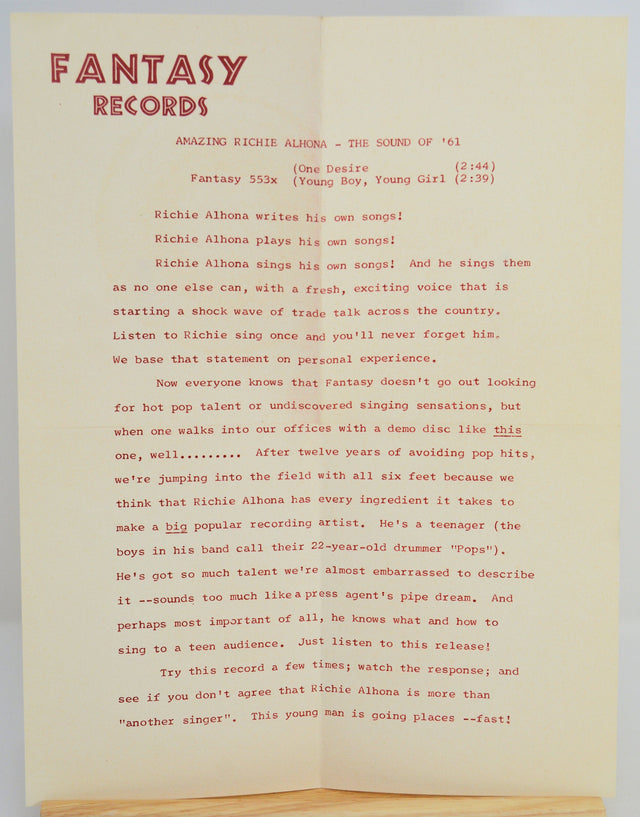 FANTASY
RECORDS
AMAZING RICHIE ALHONA - THE SOUND OF '61
(One Desire (2:44)
Fantasy 553x (Young Boy, Young Girl (2:39)
Richie Alhona writes his own songs!
Richie Alhona plays his own songs!
Richie Alhona sings his own songs! And he sings them
as no one else can, with a fresh, exciting voice that is
starting a shock wave of trade talk across the country.
Listen to Richie sing once and you'll never forget him.
We base that statement on personal experience.
Now everyone knows that Fantasy doesn't go out looking
for hot pop talent or undiscovered singing sensations, but
when one walks into our offices with a demo disc like this
one, well......... After twelve years of avoiding pop hits,
we're jumping into the field with all six feet because we
think that Richie Alhona has every ingredient it takes to
make a big popular recording artist. He's a teenager (the
boys in his band call their 22-year-old drummer "Pops").
He's got so much talent we're almost embarrassed to describe
it --sounds too much like a press agent's pipe dream. And
perhaps most important of all, he knows what and how to
sing to a teen audience. Just listen to this release!
Try this record a few times; watch the response; and
see if you don't agree that Richie Alhona is more than
"another singer". This young man is going places --fast!